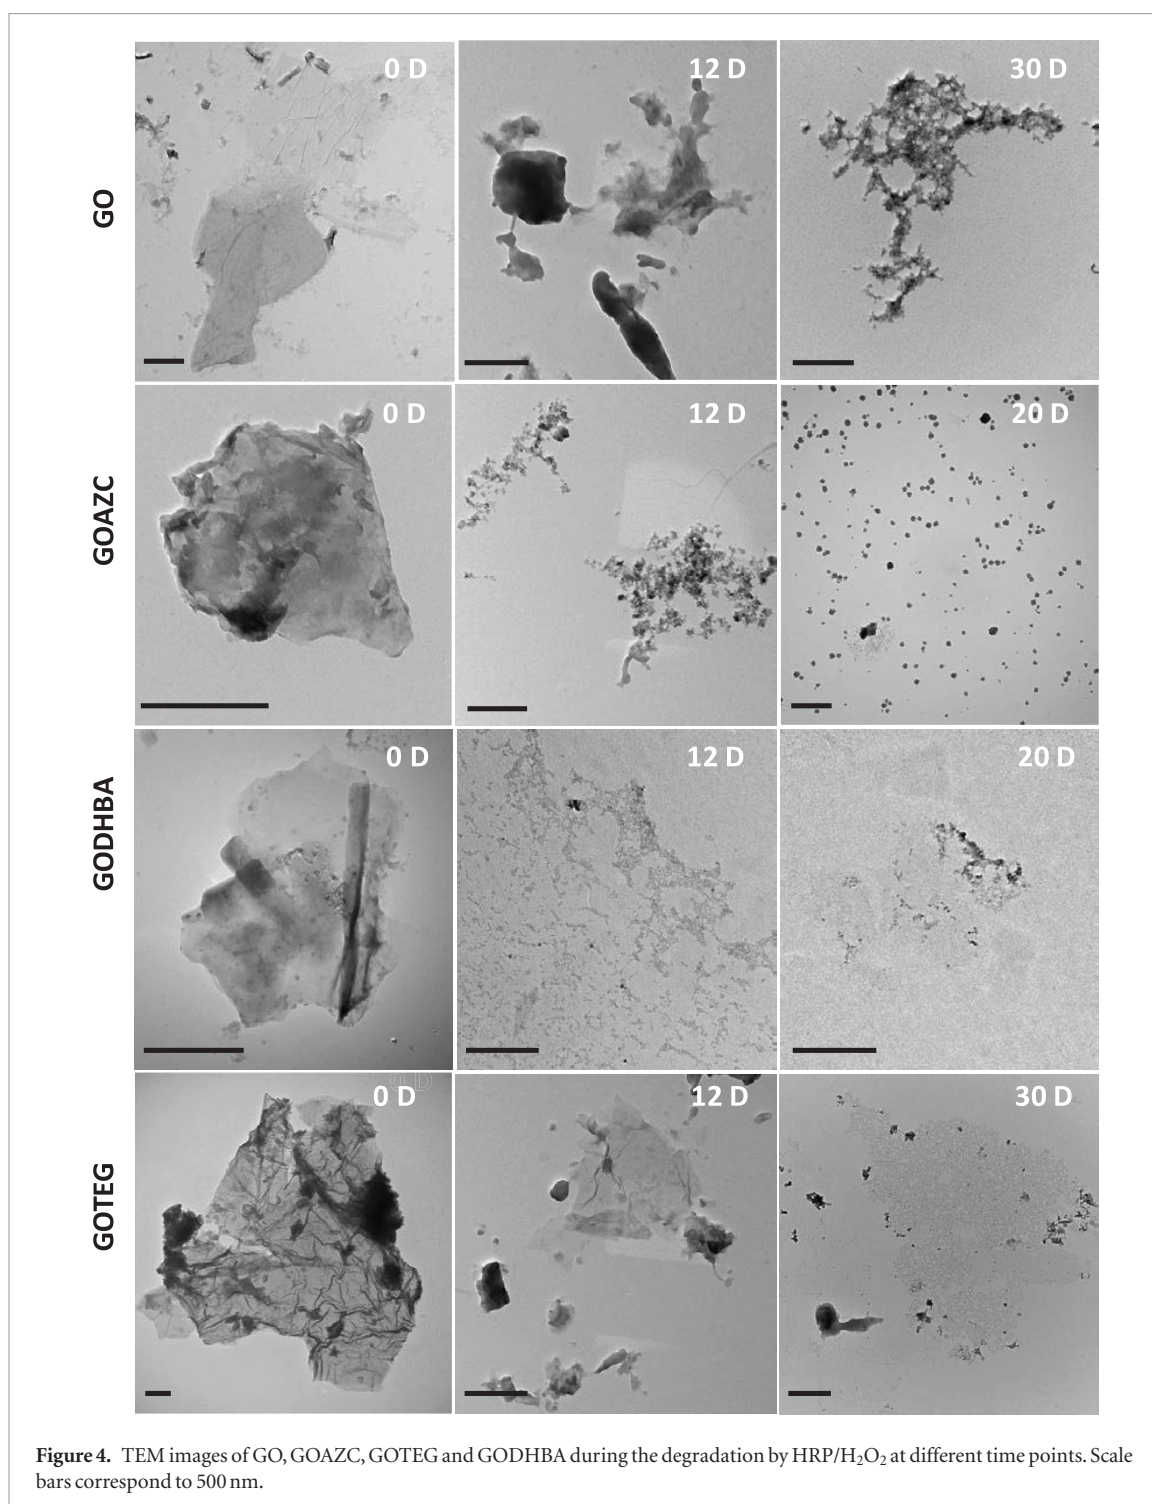 GO
0 D
12 D
30 D
GOAZC
0 D
12 D
20 D
GODHBA
0 D
12 D
20 D
GOTEG
0 D
12 D
30 D
Figure 4. TEM images of GO, GOAZC, GOTEG and GODHBA during the degradation by HRP/H₂O₂ at different time points. Scale
bars correspond to 500 nm.